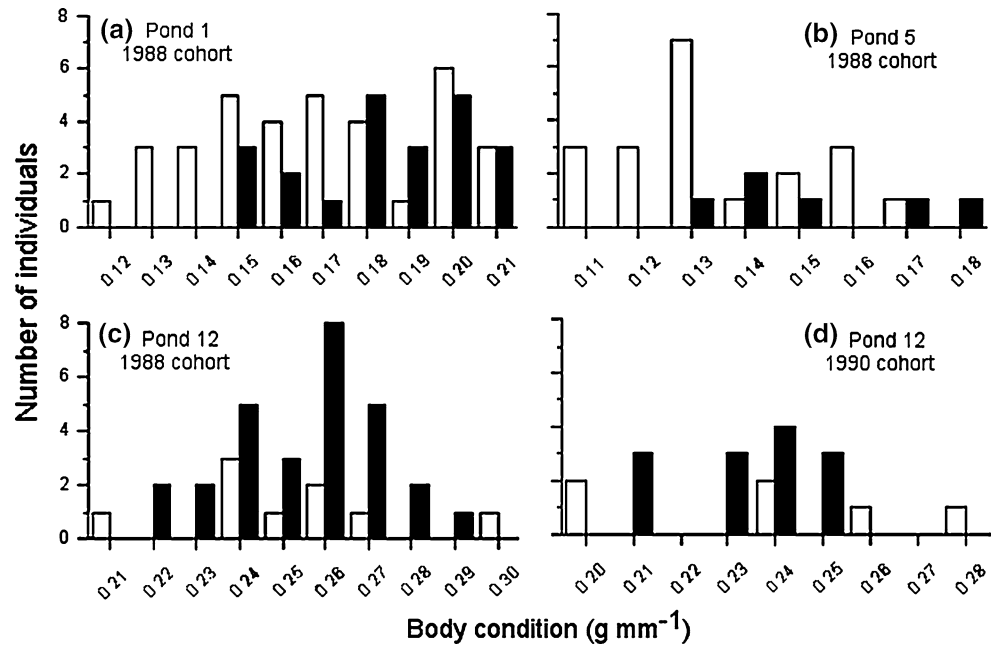 Number of individuals
(a) Pond 1
1988 cohort
8
6
4
2
0
0 12 0 13 0 14 0 15 0 16 0 17 0 18 0 19 0 20 0 21
(b) Pond 5
1988 cohort
0 11 0 12 0 13 0 14 0 15 0 16 0 17 0 18
(c) Pond 12
1988 cohort
8
6
4
2
0
0 21 0 22 0 23 0 24 0 25 0 26 0 27 0 28 0 29 0 30
(d) Pond 12
1990 cohort
0 20 0 21 0 22 0 23 0 24 0 25 0 26 0 27 0 28
Body condition (g mm⁻¹)